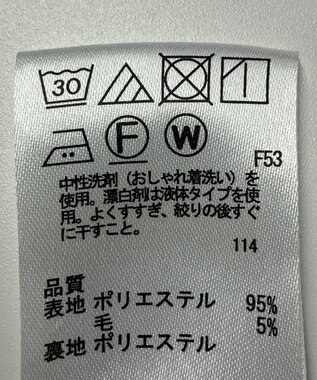 30
F W
F53
中性洗剤（おしゃれ着洗い）を
使用。漂白剤は液体タイプを使
用。よくすすぎ、絞りの後すぐ
に干すこと。
114
品質
表地 ポリエステル 95%
毛 5%
裏地 ポリエステル